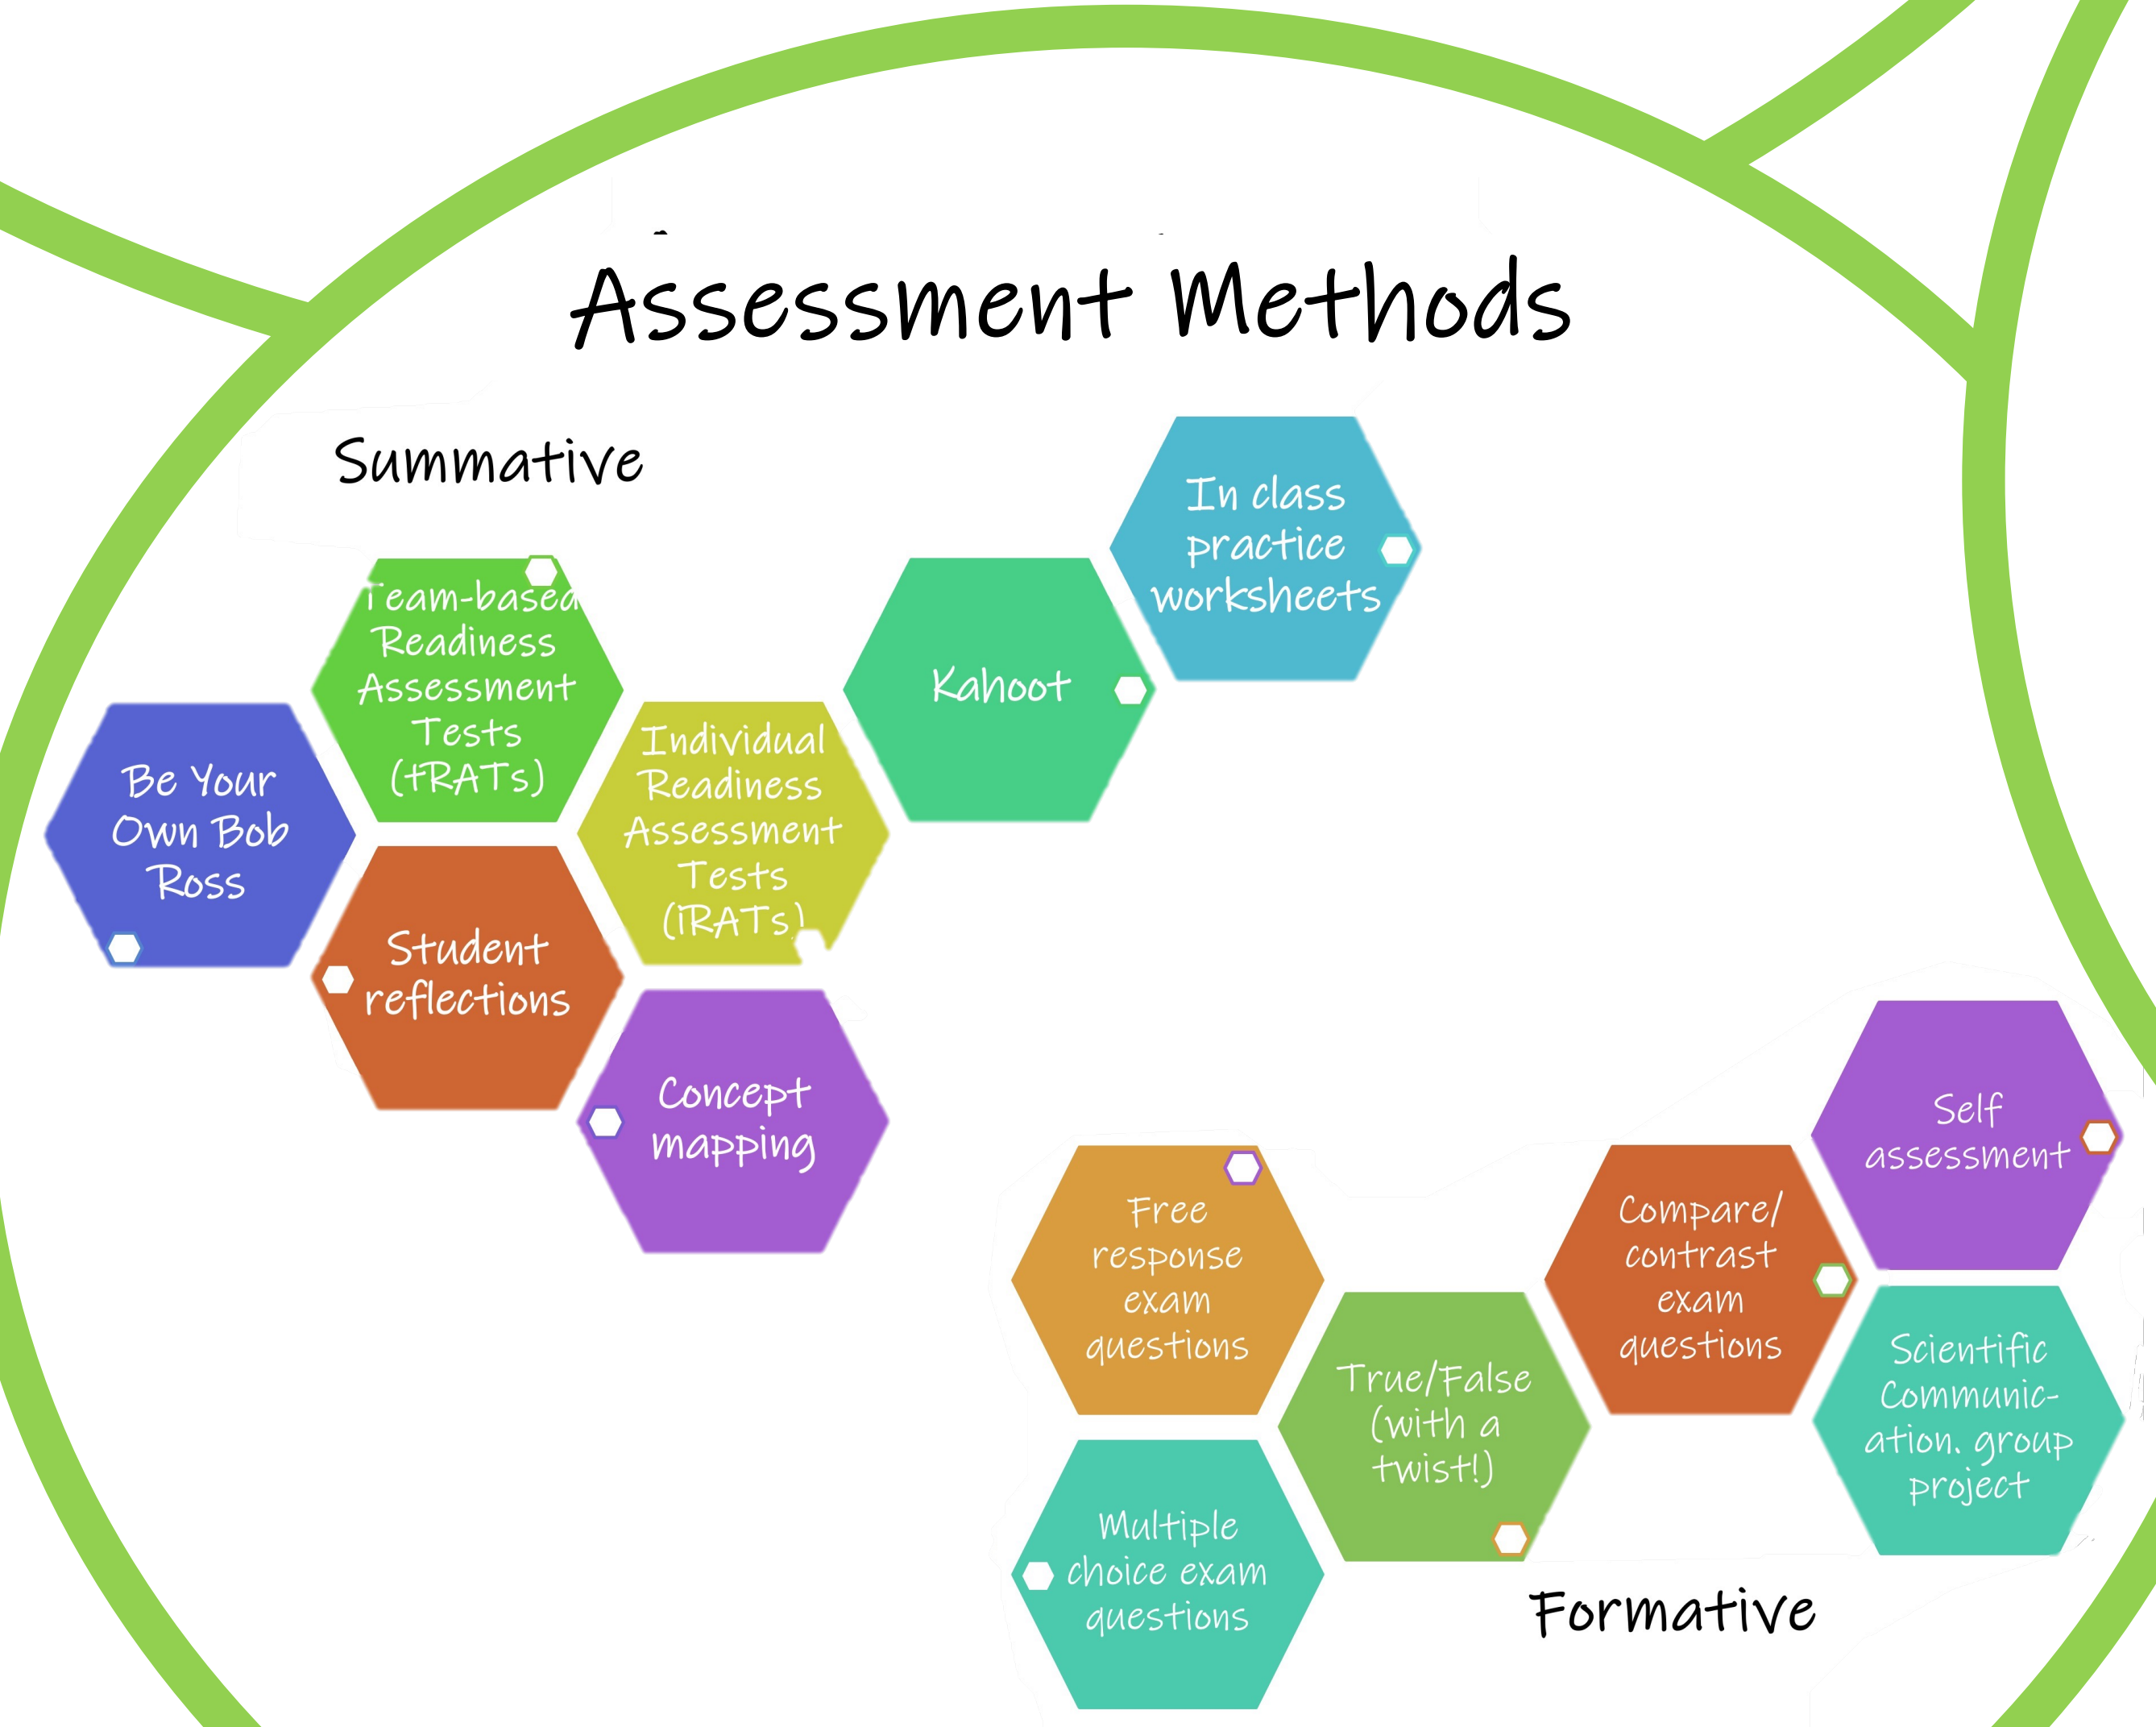 Assessment Methods
Summative
In class
practice
worksheets
Team-based
Readiness
Assessment
Tests
(tRATs)
Kahoot
Individual
Readiness
Assessment
Tests
(iRATs)
Be Your
Own Bob
Ross
Student
reflections
Concept
mapping
Self
assessment
Free
response
exam
questions
Compare/
contrast
exam
questions
True/False
(with a
twist!)
Scientific
Communic-
ation, group
project
Multiple
choice exam
questions
Formative